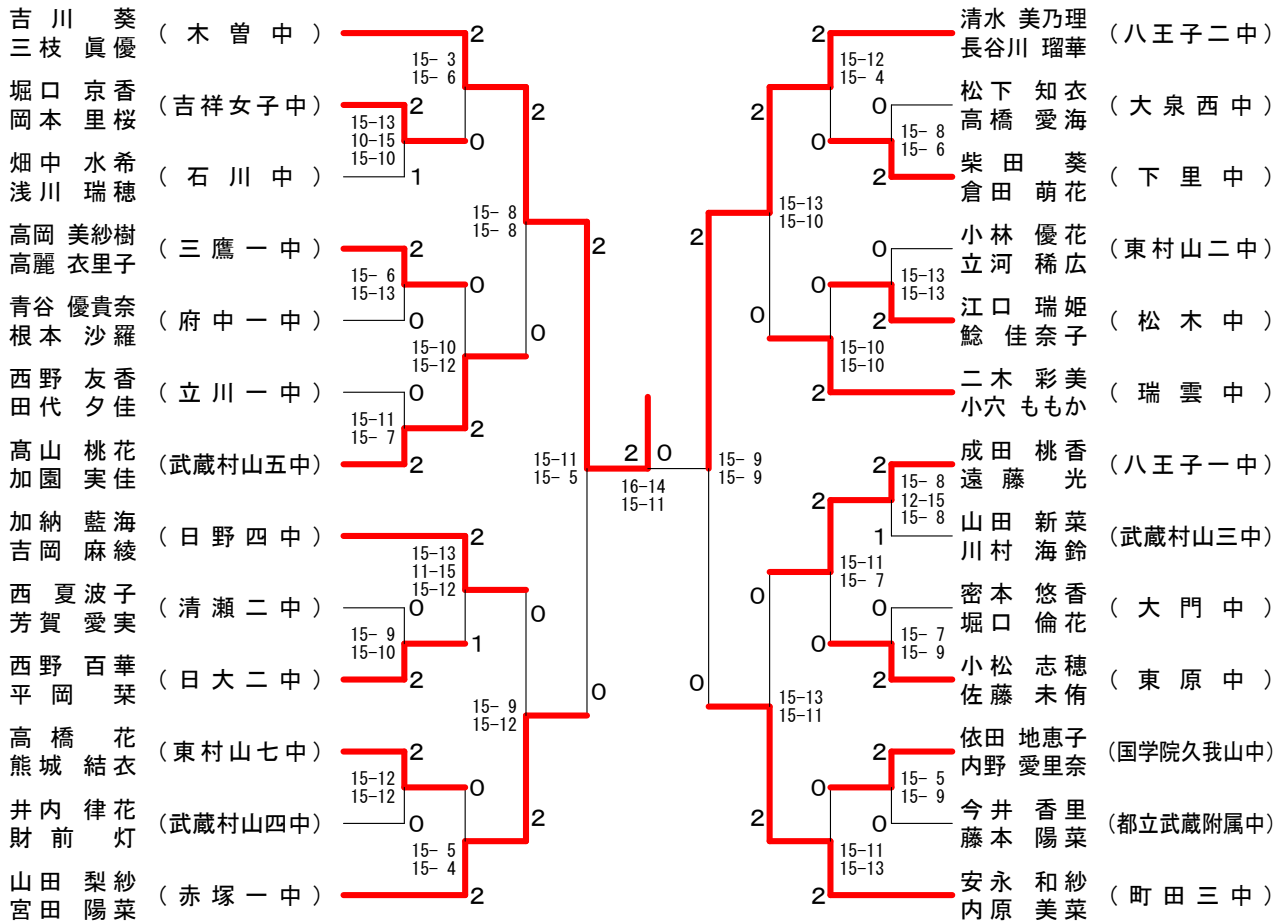 吉川 葵
三枝 眞優
(木曽中)
2
15- 3
15- 6
堀口 京香
岡本 里桜
(吉祥女子中)
2
15-13
10-15
15-10
0
2
畑中 水希
浅川 瑞穂
(石川中)
1
15- 8
15- 8
高岡 美紗樹
高麗 衣里子
(三鷹一中)
2
15- 6
15-13
0
2
青谷 優貴奈
根本 沙羅
(府中一中)
0
15-10
15-12
0
西野 友香
田代 夕佳
(立川一中)
0
15-11
15- 7
2
髙山 桃花
加園 実佳
(武蔵村山五中)
2
15-11
15- 5
加納 藍海
吉岡 麻綾
(日野四中)
2
15-13
11-15
15-12
西 夏波子
芳賀 愛実
(清瀬二中)
0
15- 9
15-10
1
0
西野 百華
平岡 栞
(日大二中)
2
15- 9
15-12
0
高橋 花
熊城 結衣
(東村山七中)
2
15-12
15-12
0
井内 律花
財前 灯
(武蔵村山四中)
0
15- 5
15- 4
2
山田 梨紗
宮田 陽菜
(赤塚一中)
2
2 0
16-14
15-11
清水 美乃理
長谷川 瑠華
(八王子二中)
2
15-12
15- 4
松下 知衣
高橋 愛海
(大泉西中)
0
15- 8
15- 6
0
2
柴田 葵
倉田 萌花
(下里中)
2
15-13
15-10
2
小林 優花
立河 稀広
(東村山二中)
0
15-13
15-13
0
江口 瑞姫
鯰 佳奈子
(松木中)
2
15-10
15-10
0
二木 彩美
小穴 ももか
(瑞雲中)
2
15- 9
15- 9
成田 桃香
遠藤 光
(八王子一中)
2
15- 8
12-15
15- 8
2
山田 新菜
川村 海鈴
(武蔵村山三中)
1
15-11
15- 7
0
密本 悠香
堀口 倫花
(大門中)
0
15- 7
15- 9
0
小松 志穂
佐藤 未侑
(東原中)
2
15-13
15-11
0
依田 地恵子
内野 愛里奈
(国学院久我山中)
2
15- 5
15- 9
0
今井 香里
藤本 陽菜
(都立武蔵附属中)
0
15-11
15-13
2
安永 和紗
内原 美菜
(町田三中)
2